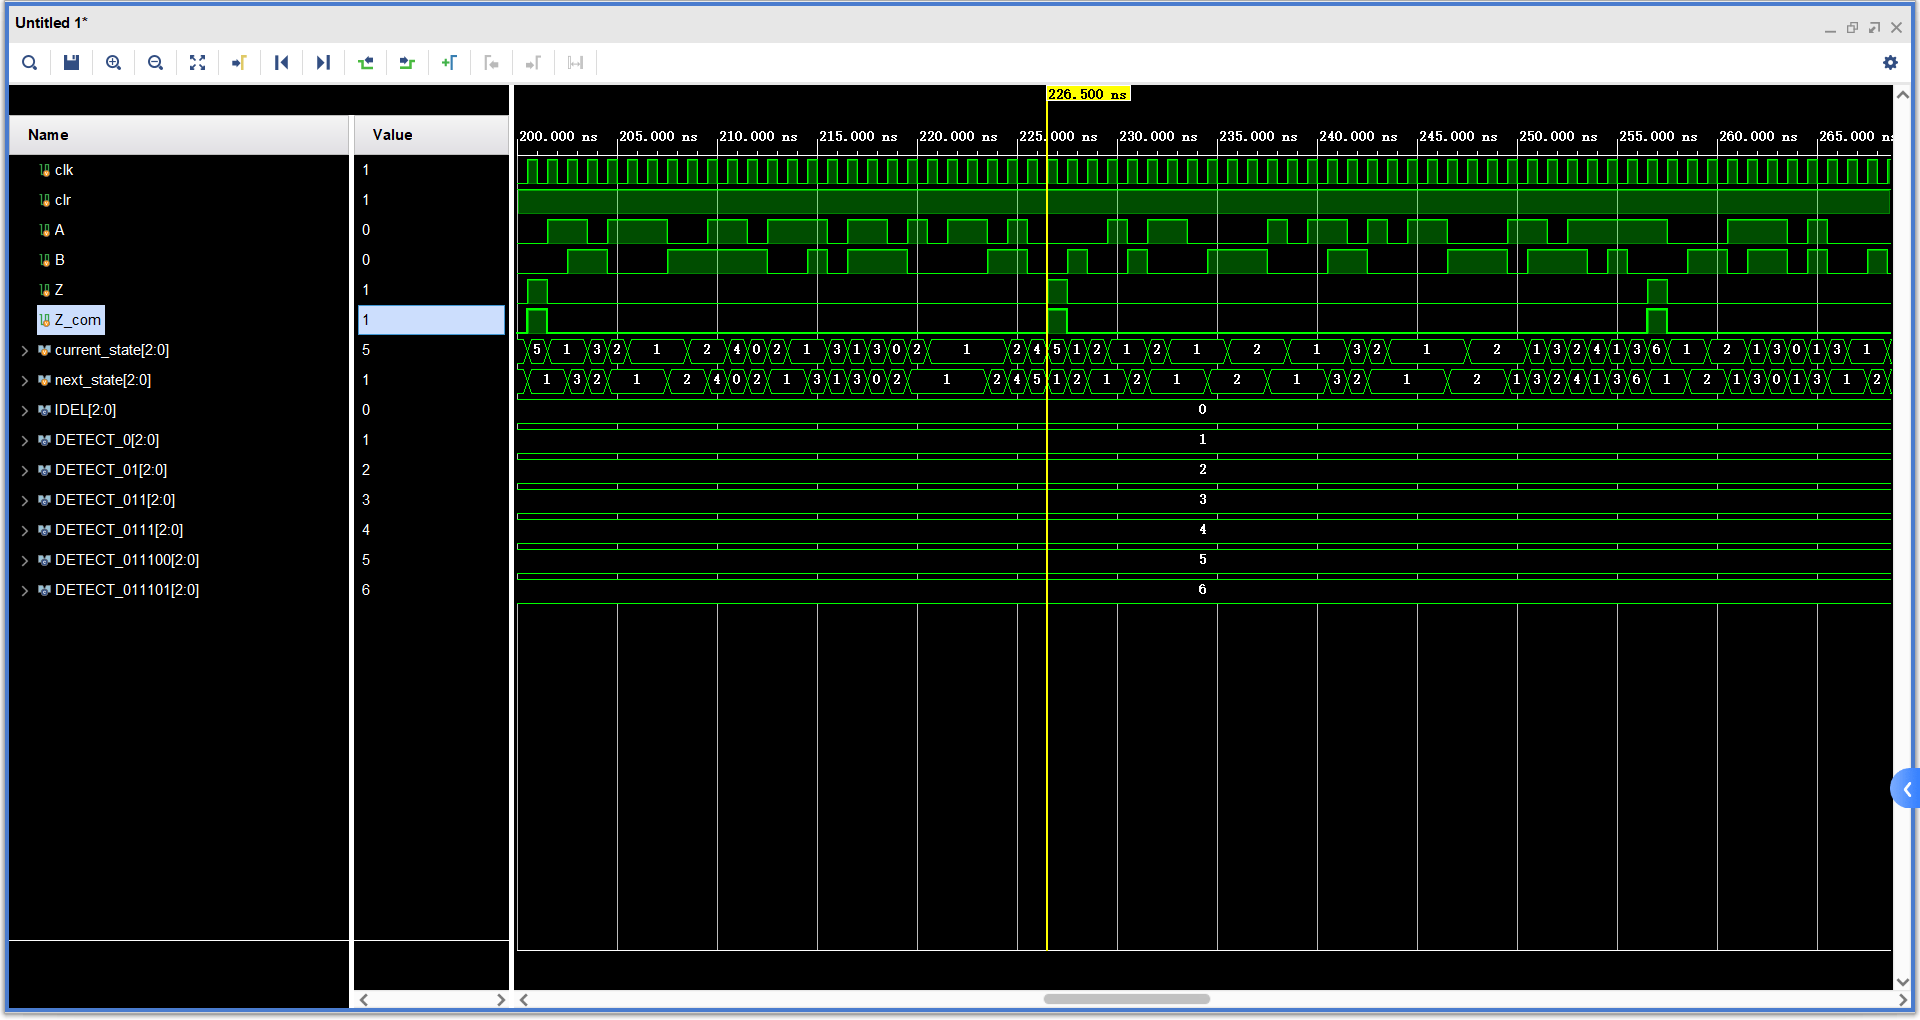 Untitled 1*
226.500 ns
Name Value
200.000 ns 205.000 ns 210.000 ns 215.000 ns 220.000 ns 225.000 ns 230.000 ns 235.000 ns 240.000 ns 245.000 ns 250.000 ns 255.000 ns 260.000 ns 265.000 ns
clk 1
clr 1
A 0
B 0
Z 1
Z_com 1
current_state[2:0] 5 5 1 3 2 1 2 4 0 2 1 3 1 3 0 2 1 2 4 5 1 2 1 2 1 2 1 3 2 1 2 1 3 2 4 1 3 6 1 2 1 3 0 1 3 1
next_state[2:0] 1 1 3 2 1 2 4 0 2 1 3 1 3 0 2 1 2 4 5 1 2 1 2 1 2 1 3 2 1 2 1 3 2 4 1 3 6 1 2 1 3 0 1 3 1 2
IDEL[2:0] 0 0
DETECT_0[2:0] 1 1
DETECT_01[2:0] 2 2
DETECT_011[2:0] 3 3
DETECT_0111[2:0] 4 4
DETECT_011100[2:0] 5 5
DETECT_011101[2:0] 6 6